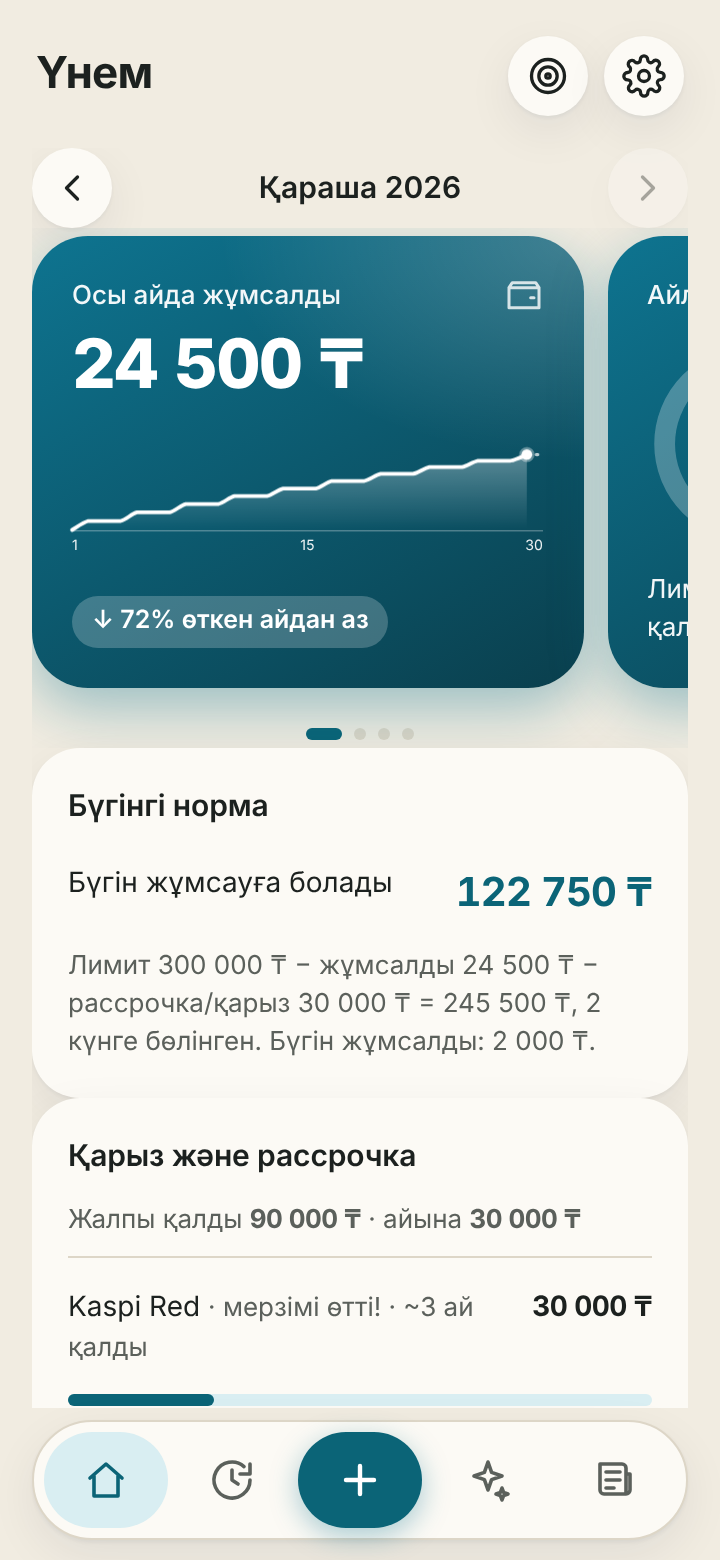 Үнем
Қараша 2026
Осы айда жұмсалды
24 500 ₸
1 15 30
↓ 72% өткен айдан аз
Бүгінгі норма
Бүгін жұмсауға болады 122 750 ₸
Лимит 300 000 ₸ − жұмсалды 24 500 ₸ −
рассрочка/қарыз 30 000 ₸ = 245 500 ₸, 2
күнге бөлінген. Бүгін жұмсалды: 2 000 ₸.
Қарыз және рассрочка
Жалпы қалды 90 000 ₸ · айына 30 000 ₸
Kaspi Red · мерзімі өтті! · ~3 ай 30 000 ₸
қалды